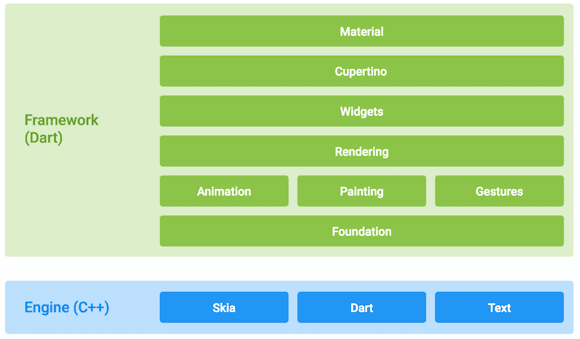 Material
Cupertino
Widgets
Framework
(Dart)
Rendering
Animation Painting Gestures
Foundation
Engine (C++) Skia Dart Text